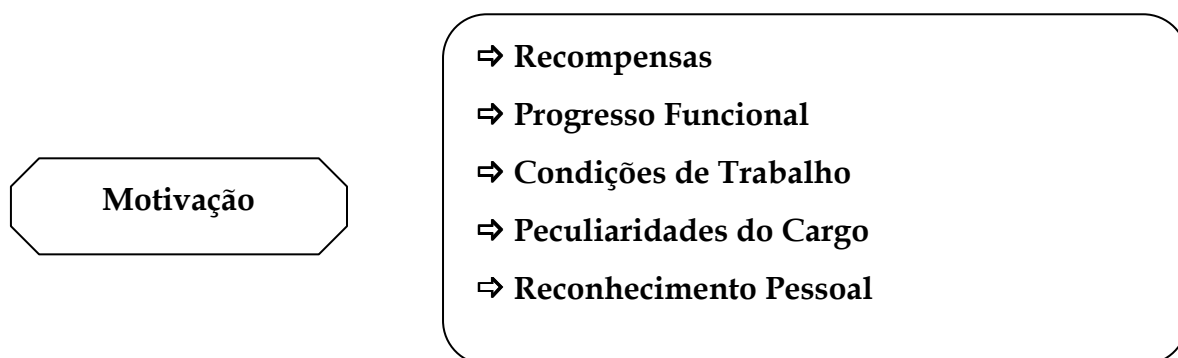 Motivação
⇨ Recompensas
⇨ Progresso Funcional
⇨ Condições de Trabalho
⇨ Peculiaridades do Cargo
⇨ Reconhecimento Pessoal